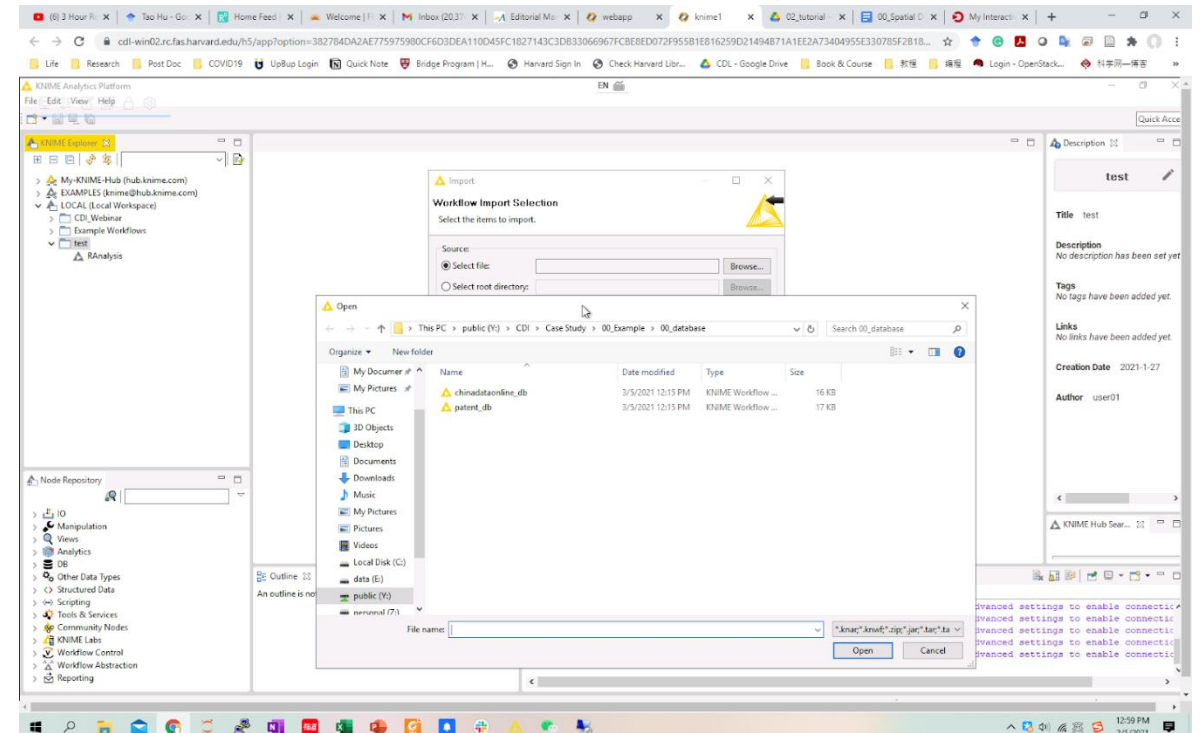 (6) 3 Hour R
Tao Hu - Goo
Home Feed
Welcome | F
Inbox (20,37
Editorial Ma
webapp
knime1
02_tutorial -
00_Spatial D
My Interacti
cdl-win02.rc.fas.harvard.edu/h5/app?option=382784DA2AE775975980CF6D3DEA110D45FC1827143C3DB33066967FCBE8ED072F955B1E816259D21494B71A1EE2A73404955E330785F2B18...
Life Research Post Doc COVID19 UpBup Login Quick Note Bridge Program | H... Harvard Sign In Check Harvard Libr... CDL - Google Drive Book & Course 教程 编程 Login - OpenStack... 科学网—博客 »
KNIME Analytics Platform
EN
File Edit View Help
Quick Acce
KNIME Explorer
My-KNIME-Hub (hub.knime.com)
EXAMPLES (knime@hub.knime.com)
LOCAL (Local Workspace)
CDI_Webinar
Example Workflows
test
RAnalysis
Import
Workflow Import Selection
Select the items to import.
Source:
Select file:
Browse...
Select root directory:
Browse...
Open
This PC > public (Y:) > CDI > Case Study > 00_Example > 00_database
Search 00_database
Organize
New folder
My Documer
My Pictures
This PC
3D Objects
Desktop
Documents
Downloads
Music
My Pictures
Pictures
Videos
Local Disk (C:)
data (E:)
public (Y:)
personal (Z:)
Name Date modified Type Size
chinadataonline_db 3/5/2021 12:15 PM KNIME Workflow ... 16 KB
patent_db 3/5/2021 12:15 PM KNIME Workflow ... 17 KB
File name:
*.knar;*.knwf;*.zip;*.jar;*.tar;*.ta
Open
Cancel
Description
test
Title test
Description
No description has been set yet
Tags
No tags have been added yet.
Links
No links have been added yet.
Creation Date 2021-1-27
Author user01
KNIME Hub Sear...
Node Repository
IO
Manipulation
Views
Analytics
DB
Other Data Types
Structured Data
Scripting
Tools & Services
Community Nodes
KNIME Labs
Workflow Control
Workflow Abstraction
Reporting
Outline
An outline is not
dvanced settings to enable connectic
dvanced settings to enable connectic
dvanced settings to enable connectic
dvanced settings to enable connectic
dvanced settings to enable connectic
12:59 PM
3/5/2021